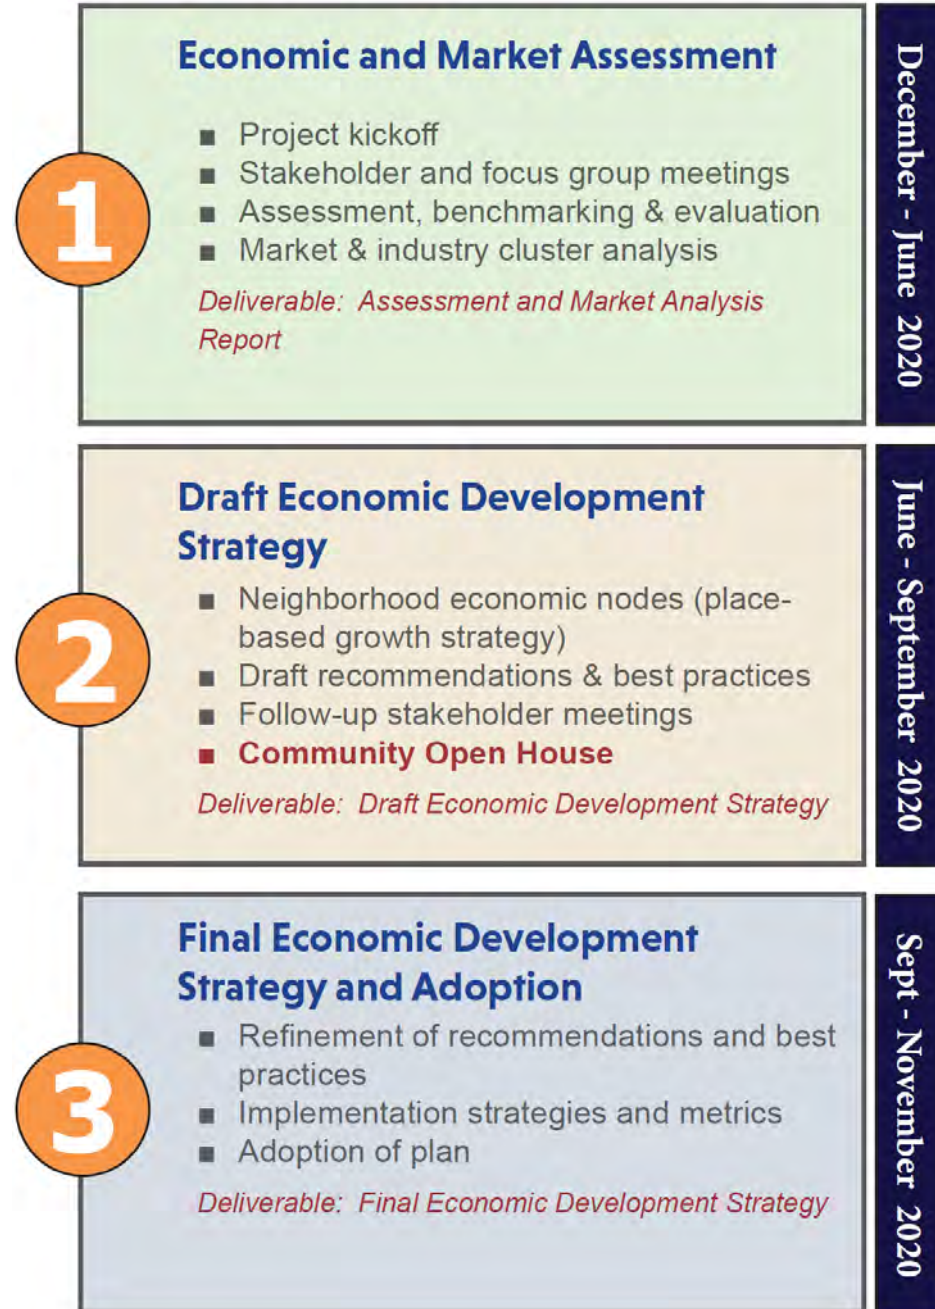 Economic and Market Assessment
■ Project kickoff
■ Stakeholder and focus group meetings
■ Assessment, benchmarking & evaluation
■ Market & industry cluster analysis
Deliverable: Assessment and Market Analysis
Report
1
December - June 2020
Draft Economic Development
Strategy
■ Neighborhood economic nodes (place-
based growth strategy)
■ Draft recommendations & best practices
■ Follow-up stakeholder meetings
■ Community Open House
Deliverable: Draft Economic Development Strategy
2
June - September 2020
Final Economic Development
Strategy and Adoption
■ Refinement of recommendations and best
practices
■ Implementation strategies and metrics
■ Adoption of plan
Deliverable: Final Economic Development Strategy
3
Sept - November 2020